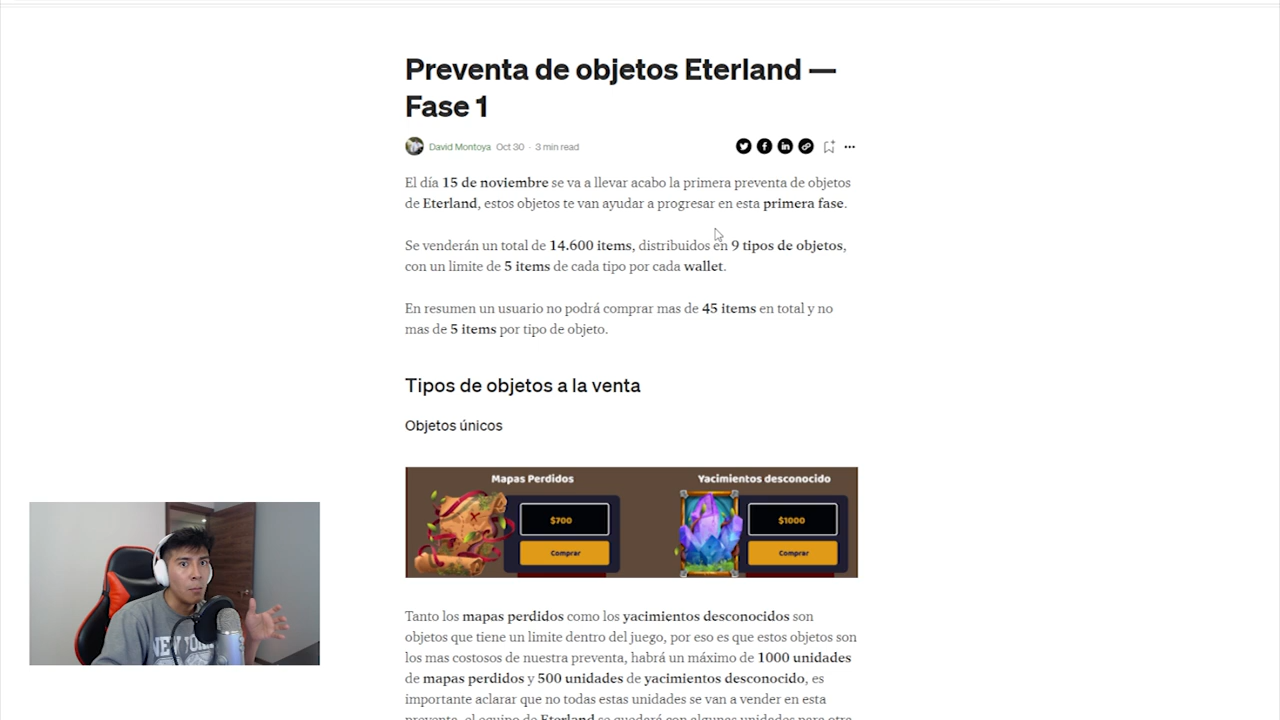 Preventa de objetos Eterland —
Fase 1
David Montoya Oct 30 · 3 min read
El día 15 de noviembre se va a llevar acabo la primera preventa de objetos
de Eterland, estos objetos te van ayudar a progresar en esta primera fase.
Se venderán un total de 14.600 items, distribuidos en 9 tipos de objetos,
con un limite de 5 items de cada tipo por cada wallet.
En resumen un usuario no podrá comprar mas de 45 items en total y no
mas de 5 items por tipo de objeto.
Tipos de objetos a la venta
Objetos únicos
Mapas Perdidos
$700
Comprar
Yacimientos desconocido
$1000
Comprar
Tanto los mapas perdidos como los yacimientos desconocidos son
objetos que tiene un limite dentro del juego, por eso es que estos objetos son
los mas costosos de nuestra preventa, habrá un máximo de 1000 unidades
de mapas perdidos y 500 unidades de yacimientos desconocido, es
importante aclarar que no todas estas unidades se van a vender en esta
preventa, el equipo de Eterland se quedará con algunas unidades para otra
NEW YORK